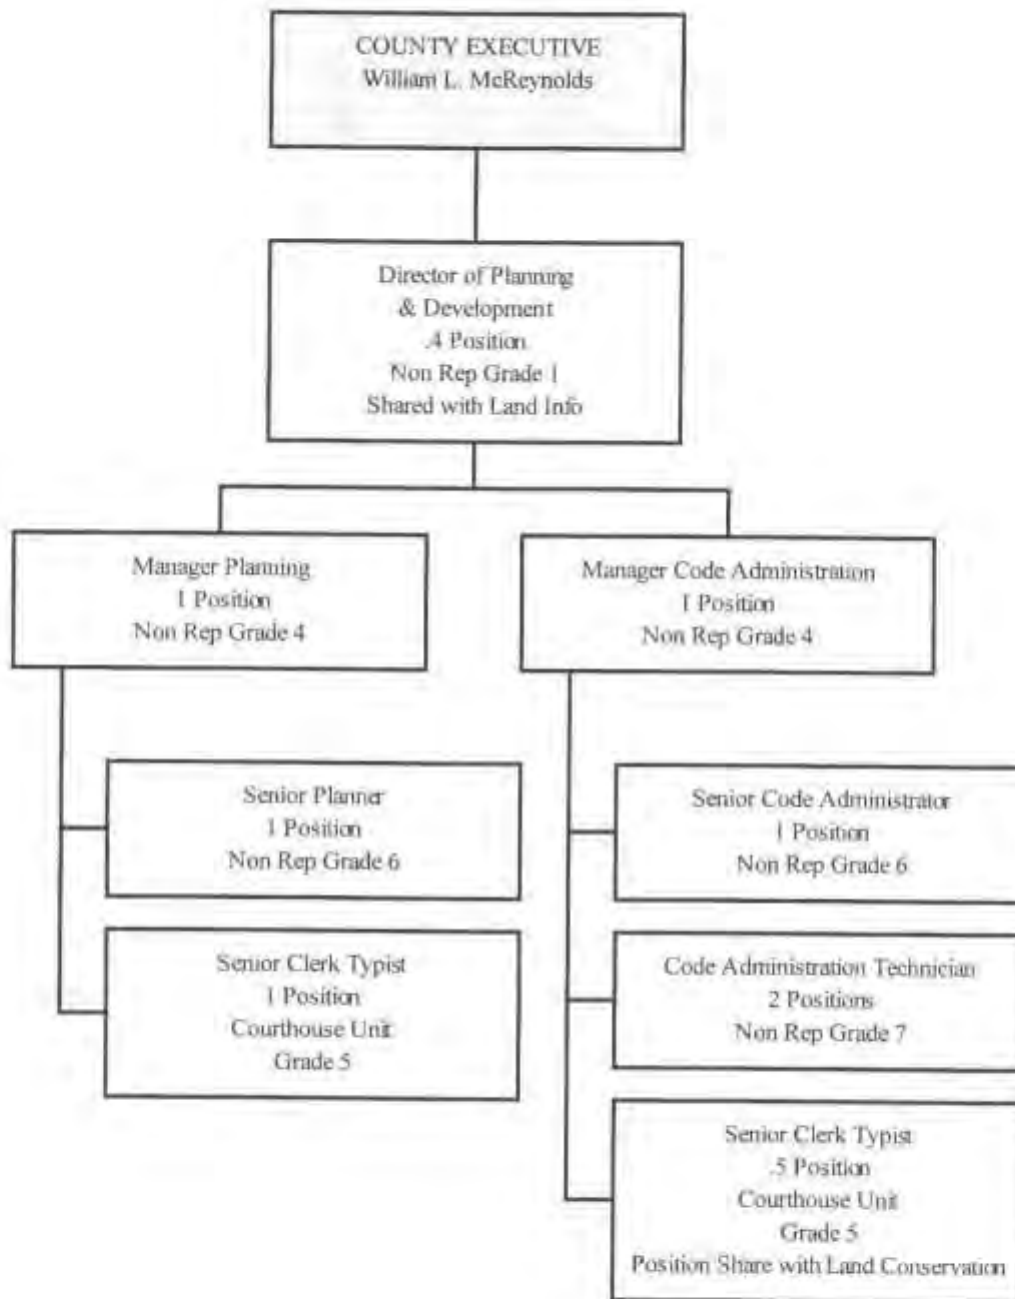 COUNTY EXECUTIVE
William L. McReynolds
Director of Planning
& Development
.4 Position
Non Rep Grade 1
Shared with Land Info
Manager Planning
1 Position
Non Rep Grade 4
Manager Code Administration
1 Position
Non Rep Grade 4
Senior Planner
1 Position
Non Rep Grade 6
Senior Clerk Typist
1 Position
Courthouse Unit
Grade 5
Senior Code Administrator
1 Position
Non Rep Grade 6
Code Administration Technician
2 Positions
Non Rep Grade 7
Senior Clerk Typist
.5 Position
Courthouse Unit
Grade 5
Position Share with Land Conservation